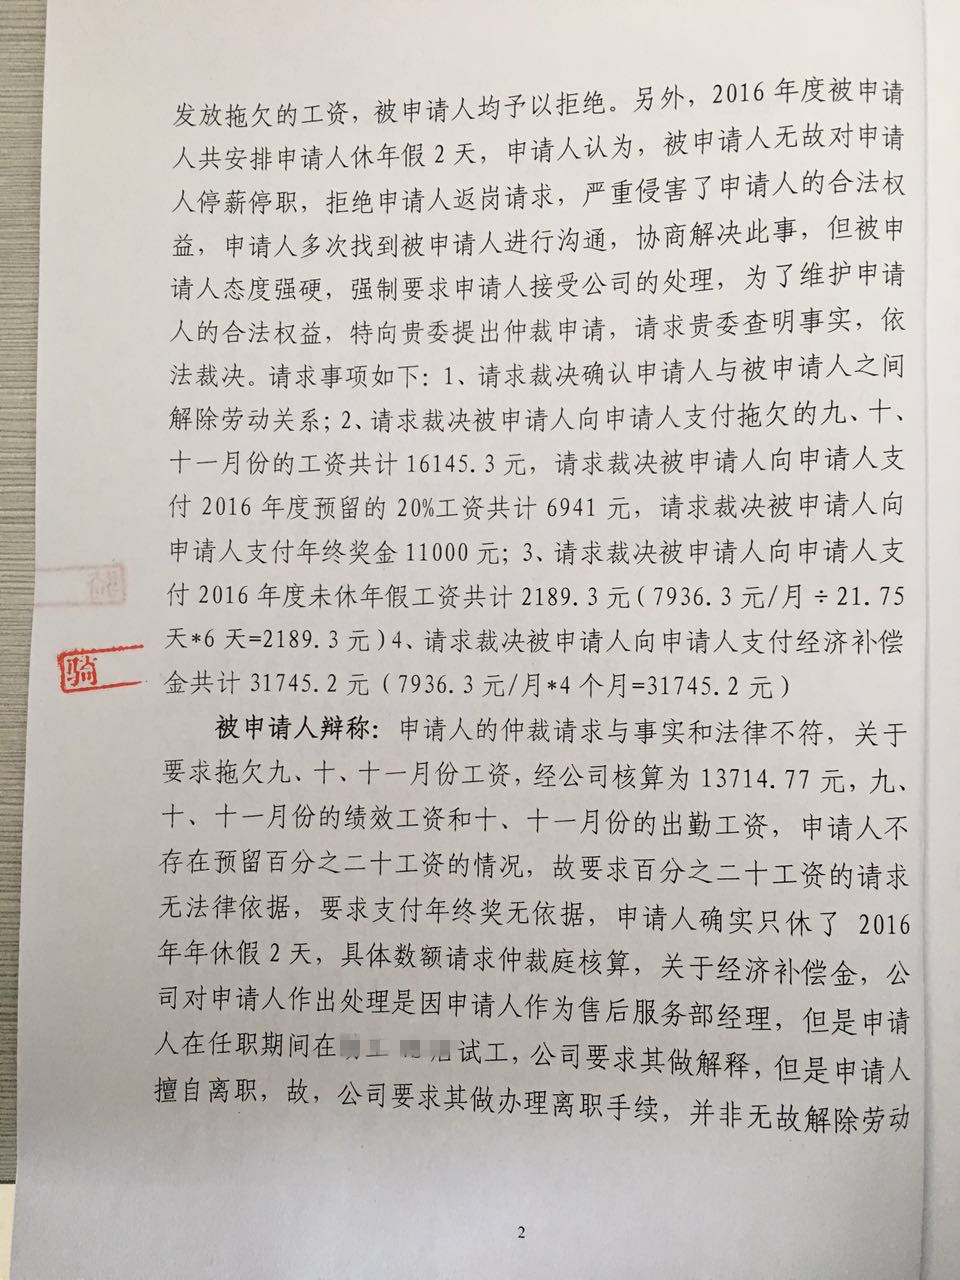 发放拖欠的工资，被申请人均予以拒绝。另外，2016 年度被申请
人共安排申请人休年假 2 天，申请人认为，被申请人无故对申请
人停薪停职，拒绝申请人返岗请求，严重侵害了申请人的合法权
益，申请人多次找到被申请人进行沟通，协商解决此事，但被申
请人态度强硬，强制要求申请人接受公司的处理，为了维护申请
人的合法权益，特向贵委提出仲裁申请，请求贵委查明事实，依
法裁决。请求事项如下：1、请求裁决确认申请人与被申请人之间
解除劳动关系；2、请求裁决被申请人向申请人支付拖欠的九、十、
十一月份的工资共计 16145.3 元，请求裁决被申请人向申请人支
付 2016 年度预留的 20%工资共计 6941 元，请求裁决被申请人向
申请人支付年终奖金 11000 元；3、请求裁决被申请人向申请人支
付 2016 年度未休年假工资共计 2189.3 元（7936.3 元/月÷21.75
天*6 天=2189.3 元）4、请求裁决被申请人向申请人支付经济补偿
金共计 31745.2 元（7936.3 元/月*4 个月=31745.2 元）
骑
被申请人辩称：申请人的仲裁请求与事实和法律不符，关于
要求拖欠九、十、十一月份工资，经公司核算为 13714.77 元，九、
十、十一月份的绩效工资和十、十一月份的出勤工资，申请人不
存在预留百分之二十工资的情况，故要求百分之二十工资的请求
无法律依据，要求支付年终奖无依据，申请人确实只休了 2016
年年休假 2 天，具体数额请求仲裁庭核算，关于经济补偿金，公
司对申请人作出处理是因申请人作为售后服务部经理，但是申请
人在任职期间在试工，公司要求其做解释，但是申请人
擅自离职，故，公司要求其做办理离职手续，并非无故解除劳动
2